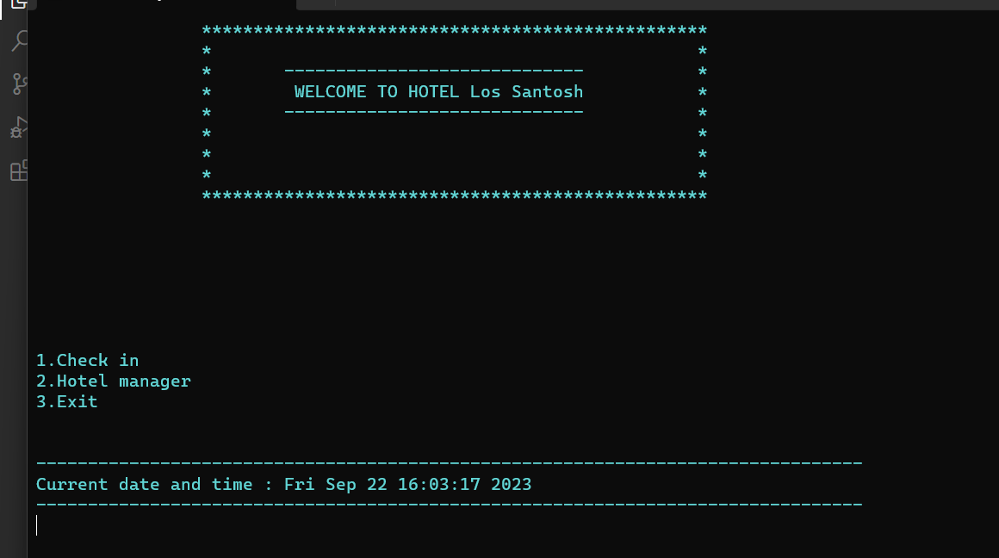 *************************************************
* *
* ----------------------------- *
* WELCOME TO HOTEL Los Santosh *
* ----------------------------- *
* *
* *
* *
*************************************************
1.Check in
2.Hotel manager
3.Exit
--------------------------------------------------------------------------------
Current date and time : Fri Sep 22 16:03:17 2023
--------------------------------------------------------------------------------